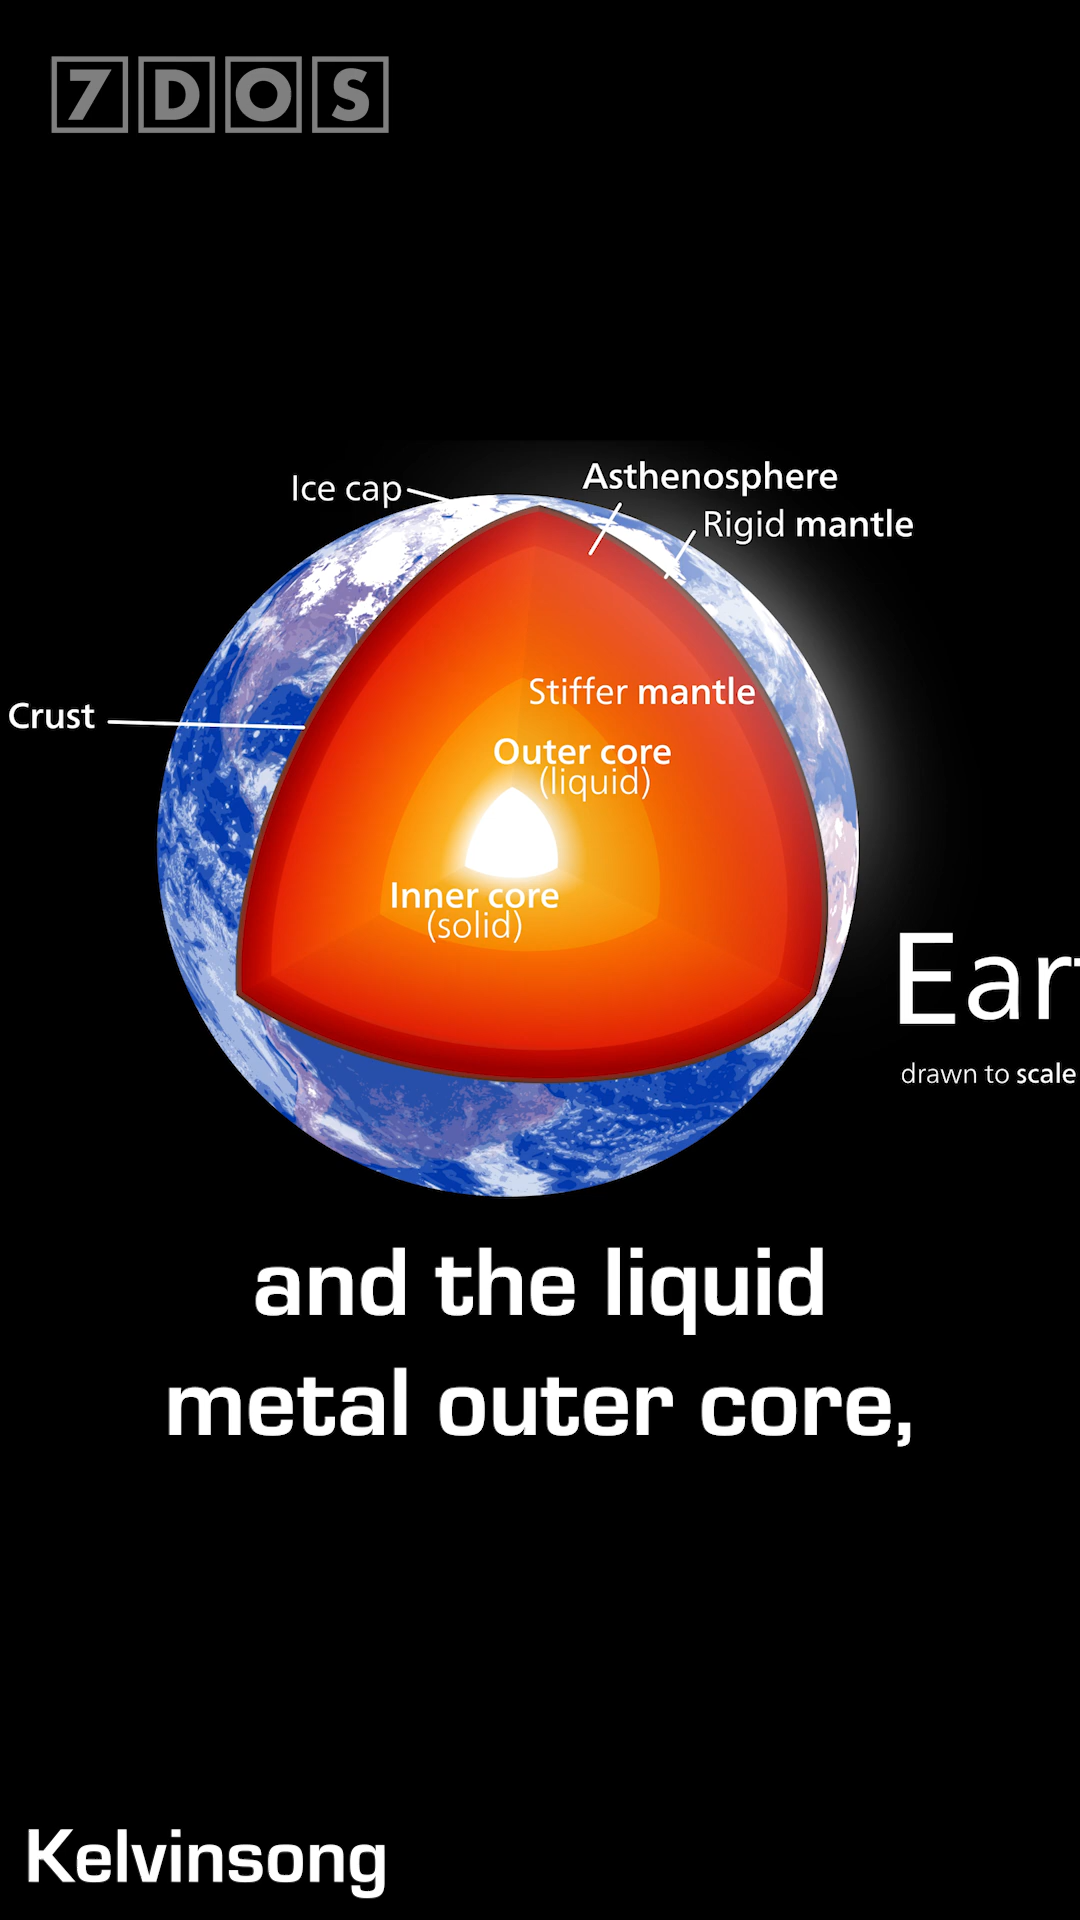 7DOS
Ice cap
Asthenosphere
Rigid mantle
Stiffer mantle
Crust
Outer core
(liquid)
Inner core
(solid)
drawn to scale
and the liquid
metal outer core,
Kelvinsong